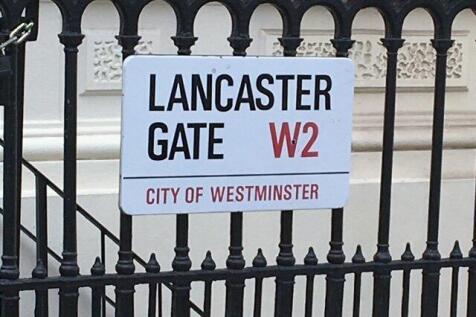 LANCASTER
GATE W2
CITY OF WESTMINSTER